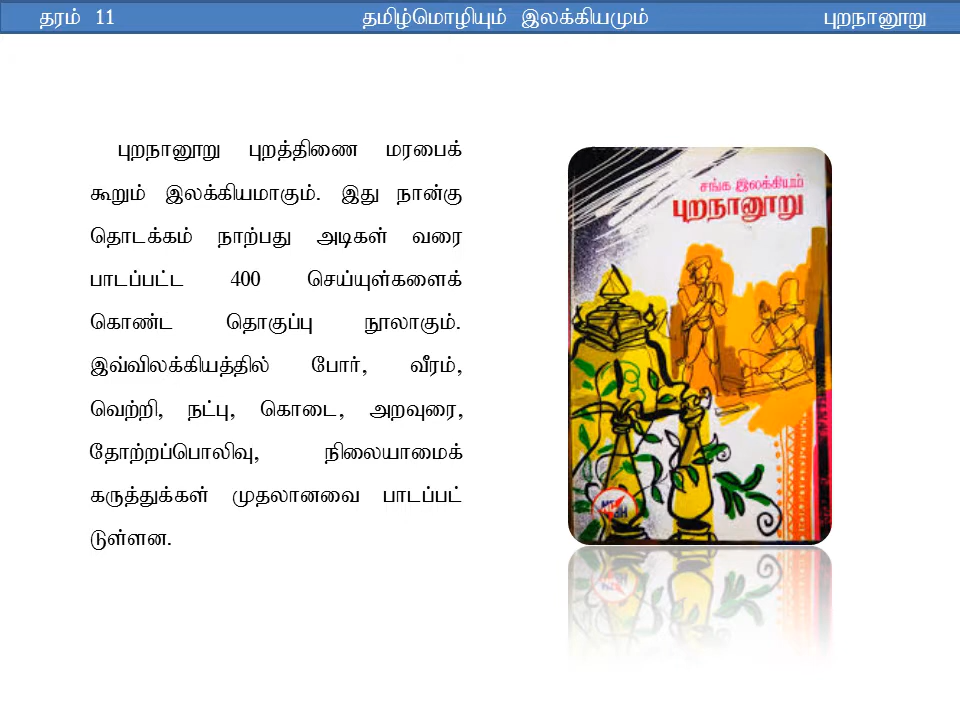 தரம் 11 தமிழ்மொழியும் இலக்கியமும் புறநானூறு
புறநானூறு புறத்திணை மரபைக்
கூறும் இலக்கியமாகும். இது நான்கு
தொடக்கம் நாற்பது அடிகள் வரை
பாடப்பட்ட 400 செய்யுள்களைக்
கொண்ட தொகுப்பு நூலாகும்.
இவ்விலக்கியத்தில் போர், வீரம்,
வெற்றி, நட்பு, கொடை, அறவுரை,
தோற்றப்பொலிவு, நிலையாமைக்
கருத்துக்கள் முதலானவை பாடப்பட்
டுள்ளன.
சங்க இலக்கியம்
புறநானூறு